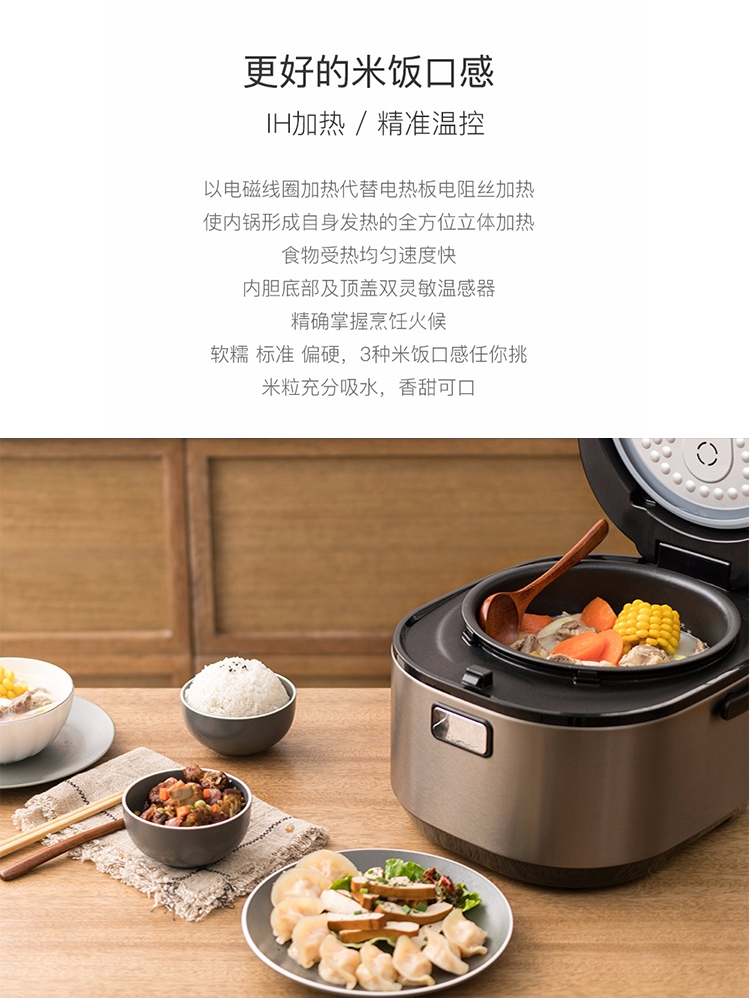 更好的米饭口感
IH加热 / 精准温控
以电磁线圈加热代替电热板电阻丝加热
使内锅形成自身发热的全方位立体加热
食物受热均匀速度快
内胆底部及顶盖双灵敏温感器
精确掌握烹饪火候
软糯 标准 偏硬，3种米饭口感任你挑
米粒充分吸水，香甜可口